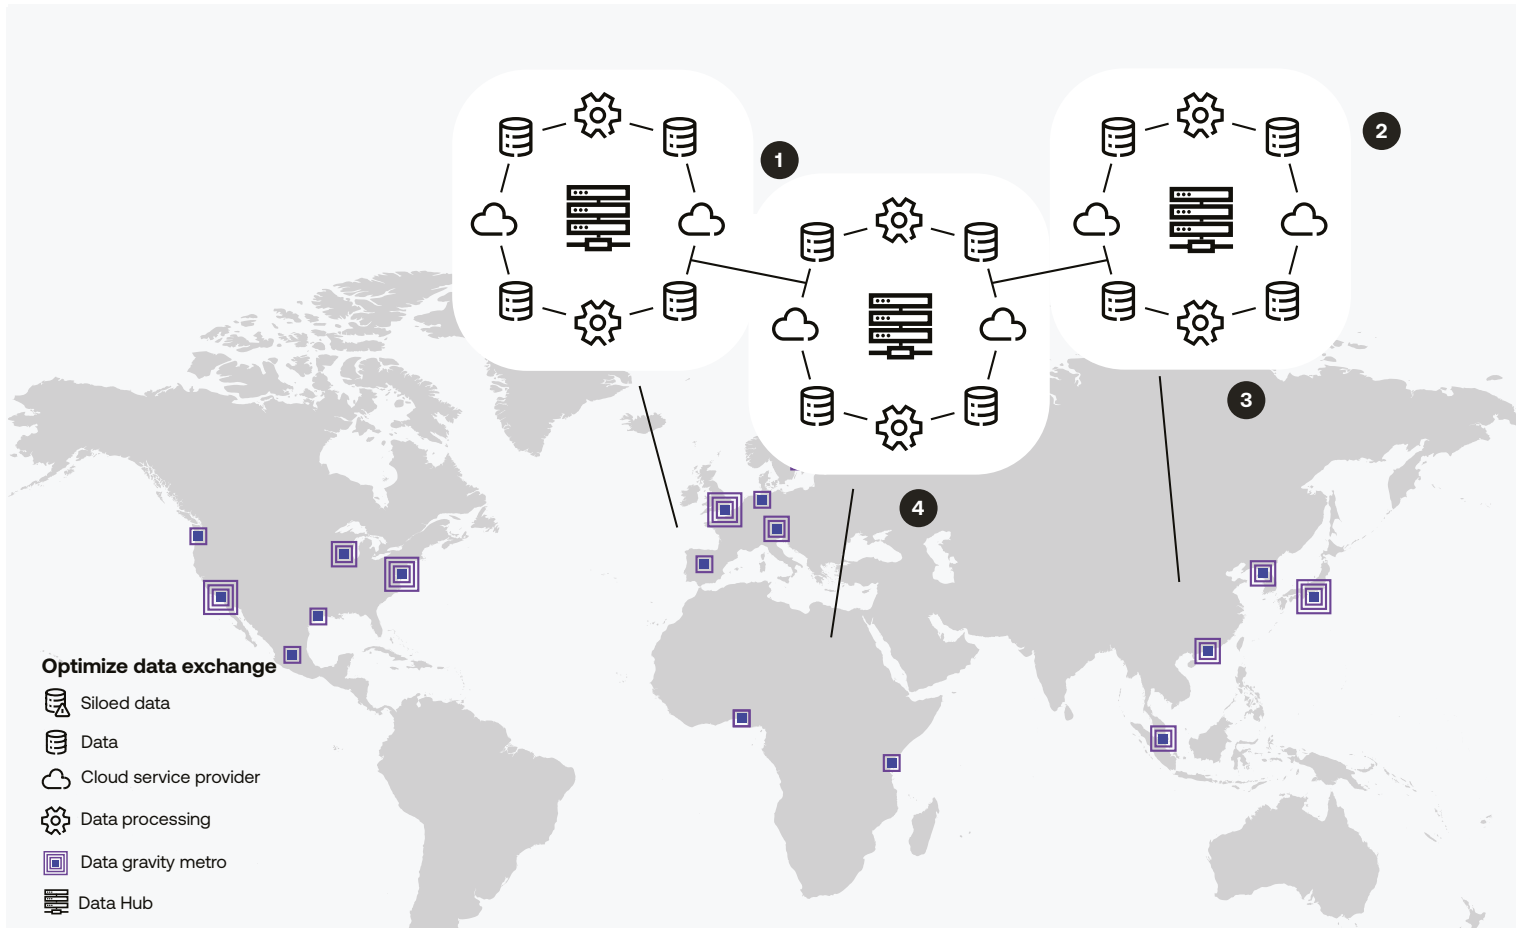 1
2
3
4
Optimize data exchange
Siloed data
Data
Cloud service provider
Data processing
Data gravity metro
Data Hub